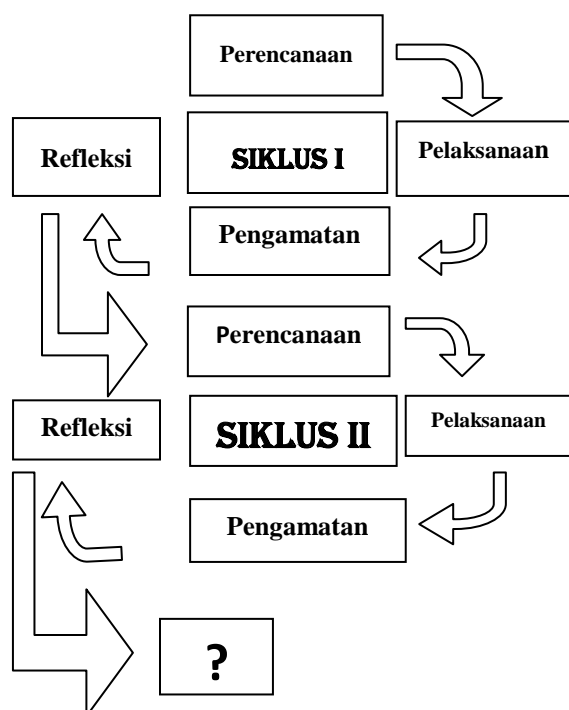 Perencanaan
Refleksi
SIKLUS I
Pelaksanaan
Pengamatan
Perencanaan
Refleksi
SIKLUS II
Pelaksanaan
Pengamatan
?